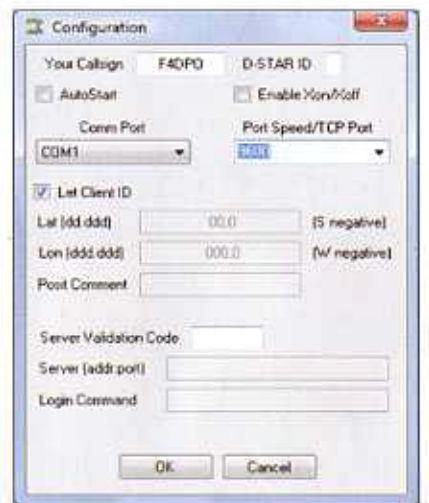 Configuration
Your Callsign F4DPO D-STAR ID
AutoStart Enable Xon/Xoff
Comm Port Port Speed/TCP Port
COM1 9600
Let Client ID
Lat (dd.ddd) 00.0 (S negative)
Lon (ddd.ddd) 000.0 (W negative)
Posit Comment
Server Validation Code
Server (addr:port)
Login Command
OK Cancel